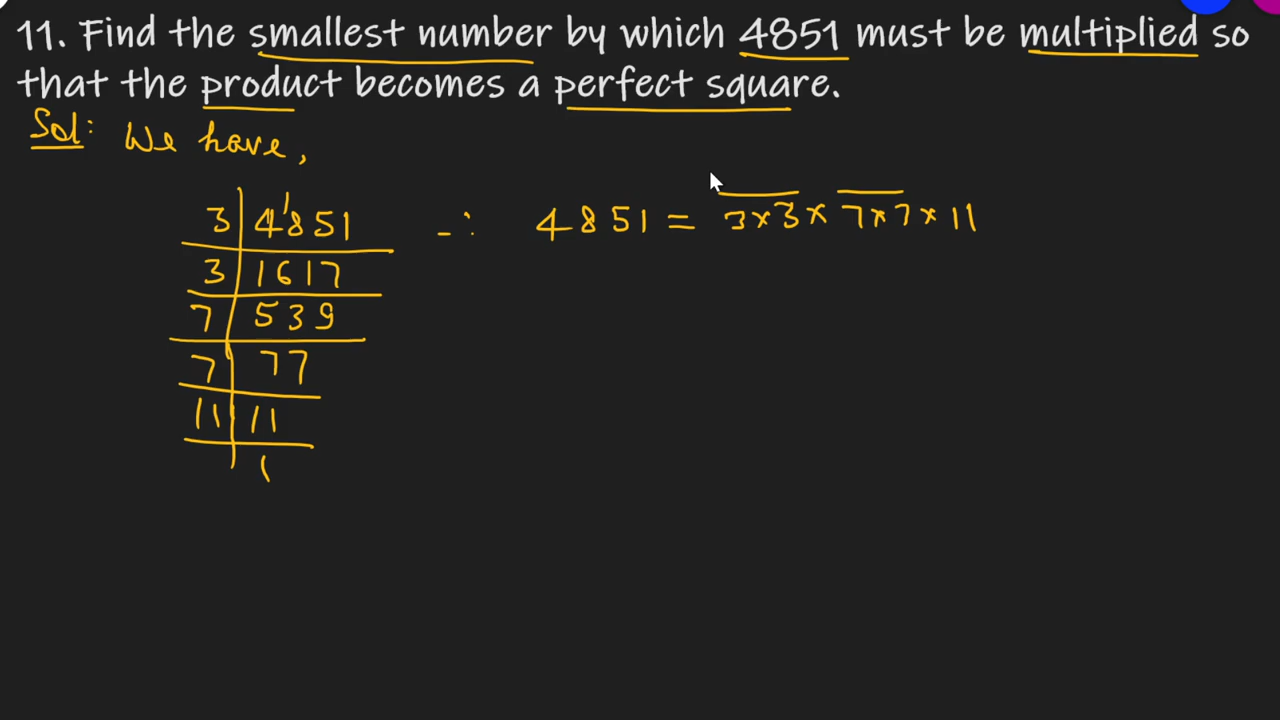 11. Find the smallest number by which 4851 must be multiplied so
that the product becomes a perfect square.
Sol: We have,
3 | 4851 ∴ 4851 = 3×3× 7×7×11
3 | 1617
7 | 539
7 | 77
11 | 11
1